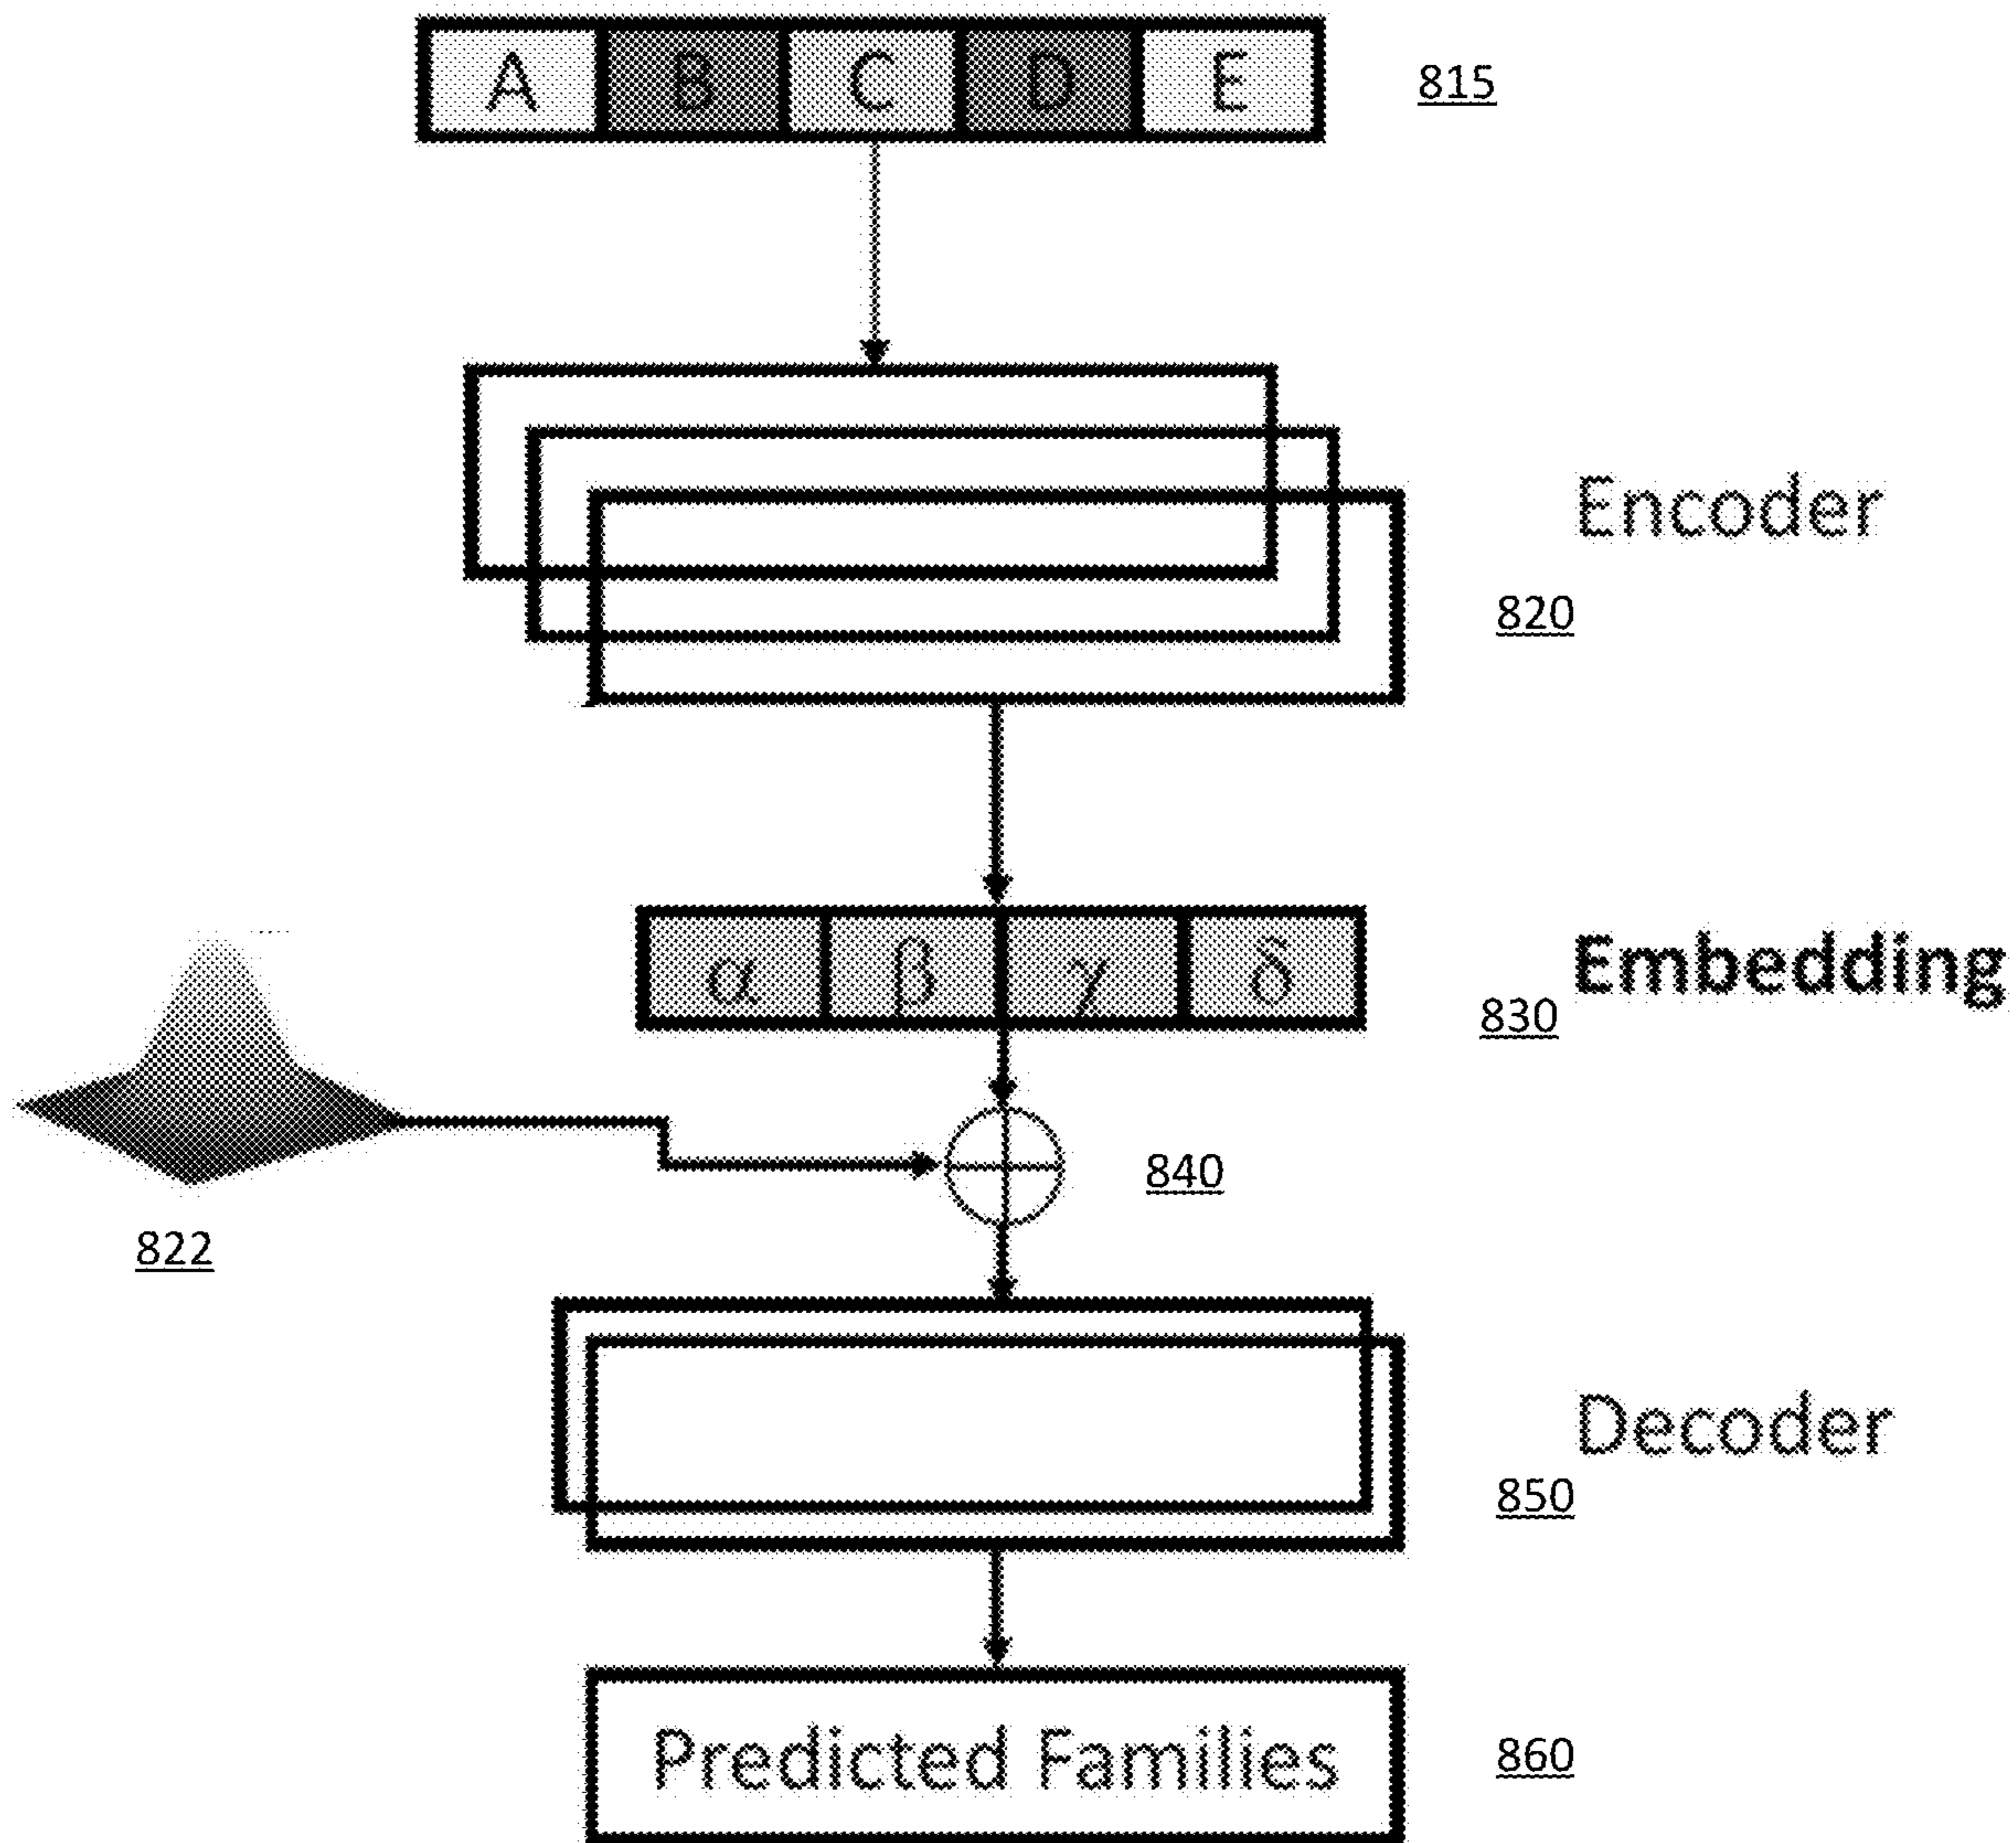 A B C D E 815
Encoder
820
α β γ δ
Embedding
830
840
822
Decoder
850
Predicted Families 860